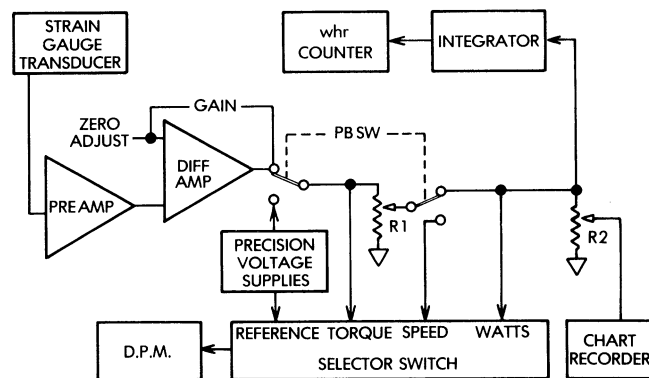 STRAIN
GAUGE
TRANSDUCER
whr
COUNTER
INTEGRATOR
GAIN
ZERO
ADJUST
PB SW
DIFF
AMP
PRE AMP
R1
R2
PRECISION
VOLTAGE
SUPPLIES
REFERENCE TORQUE SPEED WATTS
SELECTOR SWITCH
D.P.M.
CHART
RECORDER